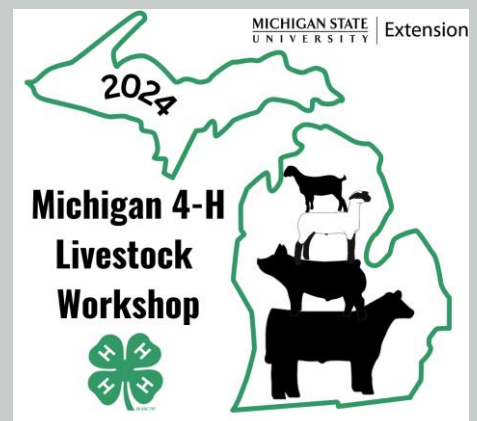 MICHIGAN STATE
UNIVERSITY
Extension
2024
Michigan 4-H
Livestock
Workshop
H H
H H